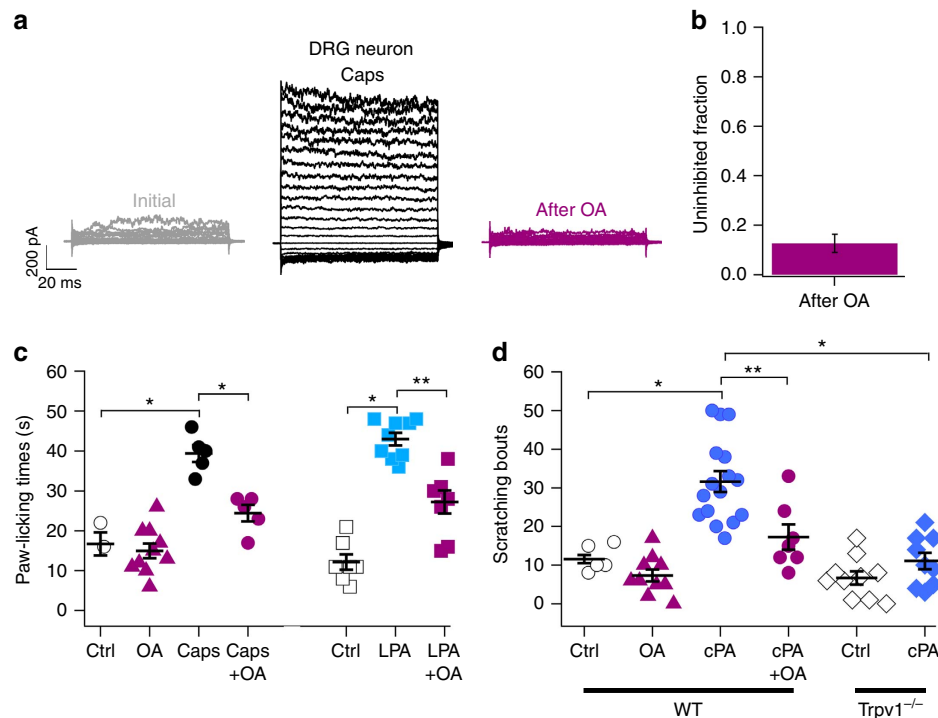 a
DRG neuron
Caps
Initial
After OA
200 pA
20 ms
b
Uninhibited fraction
1.0
0.8
0.6
0.4
0.2
0.0
After OA
c
Paw-licking times (s)
60
50
40
30
20
10
0
*
*
*
**
Ctrl OA Caps Caps +OA Ctrl LPA LPA +OA
d
Scratching bouts
60
50
40
30
20
10
0
*
*
**
Ctrl OA cPA cPA +OA Ctrl cPA
WT Trpv1−/−